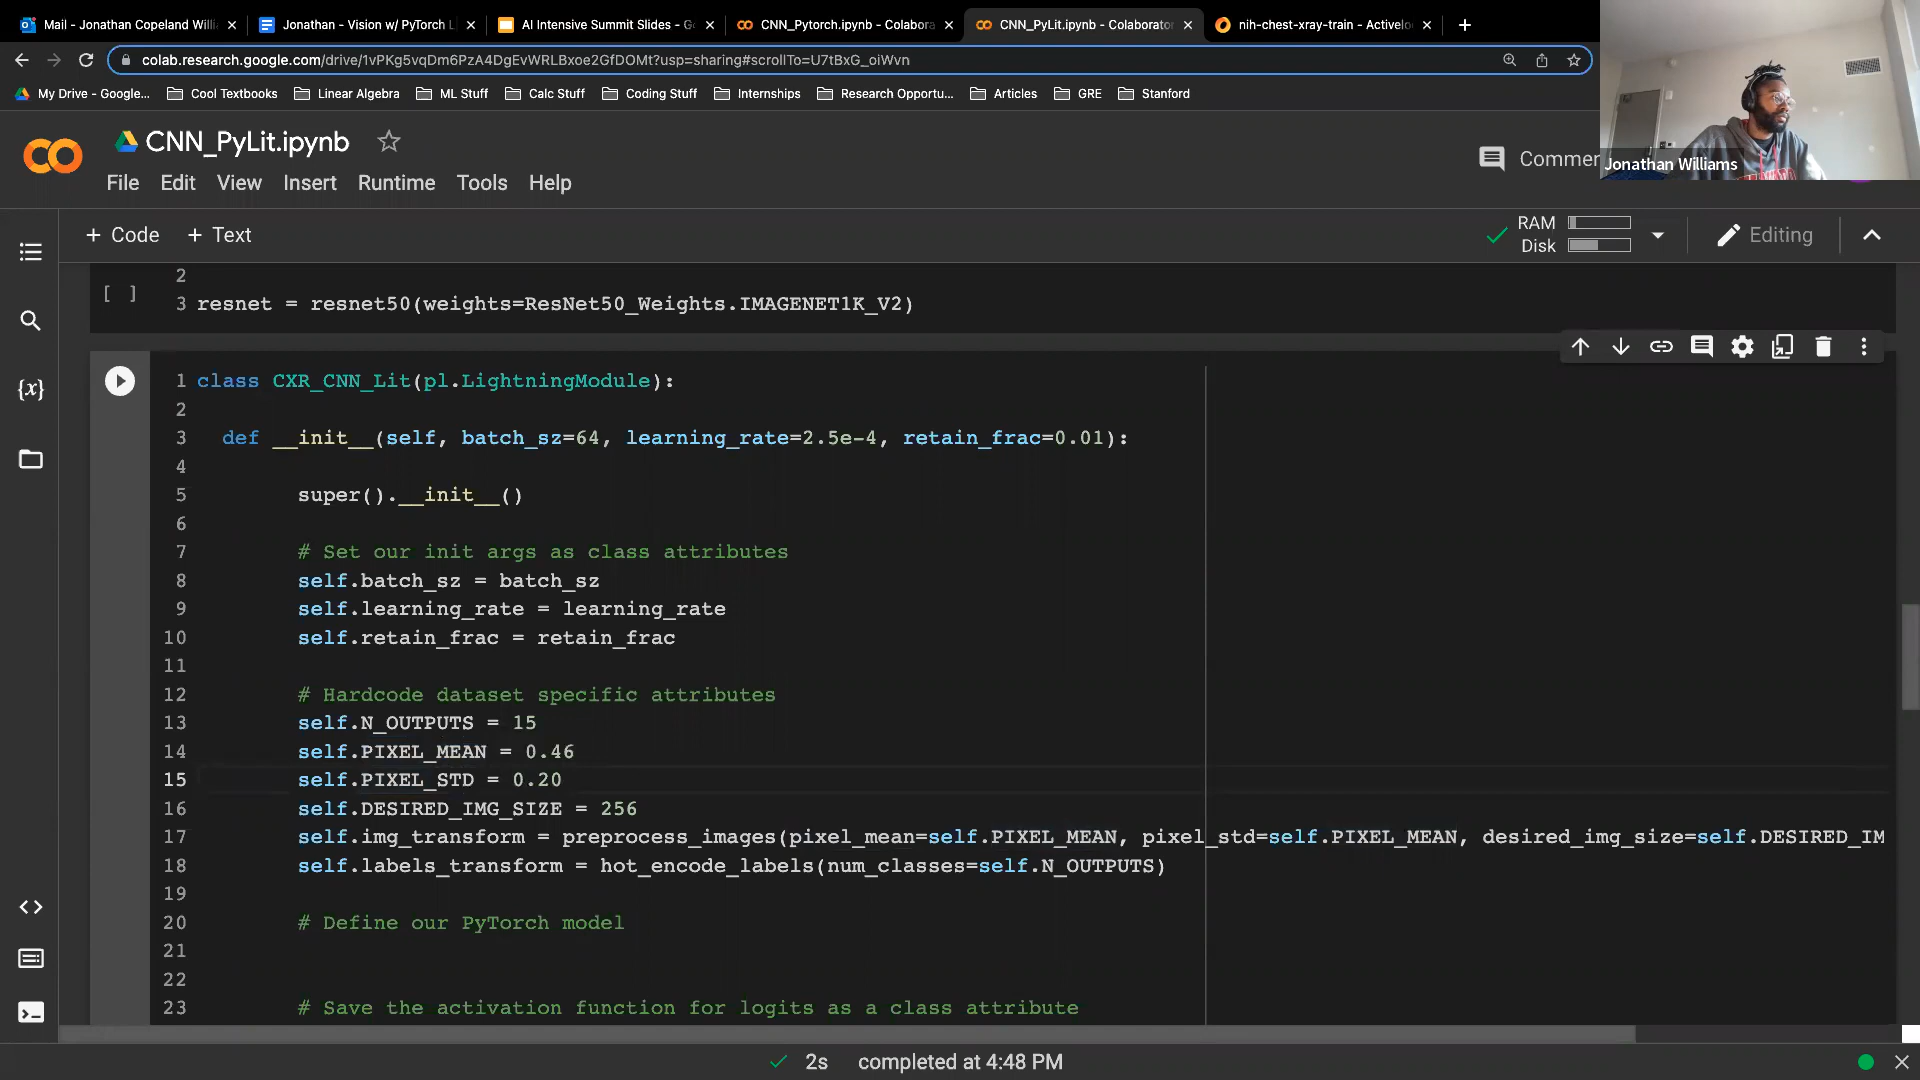 Mail - Jonathan Copeland Willi
Jonathan - Vision w/ PyTorch L
AI Intensive Summit Slides - Go
CNN_Pytorch.ipynb - Colabora
CNN_PyLit.ipynb - Colaborator
nih-chest-xray-train - Activelo
colab.research.google.com/drive/1vPKg5vqDm6PzA4DgEvWRLBxoe2GfDOMt?usp=sharing#scrollTo=U7tBxG_oiWvn
My Drive - Google... Cool Textbooks Linear Algebra ML Stuff Calc Stuff Coding Stuff Internships Research Opportu... Articles GRE Stanford
CNN_PyLit.ipynb
File Edit View Insert Runtime Tools Help
Commer
Jonathan Williams
+ Code + Text
RAM
Disk
Editing
2
[ ]
3 resnet = resnet50(weights=ResNet50_Weights.IMAGENET1K_V2)
1 class CXR_CNN_Lit(pl.LightningModule):
2
3 def __init__(self, batch_sz=64, learning_rate=2.5e-4, retain_frac=0.01):
4
5 super().__init__()
6
7 # Set our init args as class attributes
8 self.batch_sz = batch_sz
9 self.learning_rate = learning_rate
10 self.retain_frac = retain_frac
11
12 # Hardcode dataset specific attributes
13 self.N_OUTPUTS = 15
14 self.PIXEL_MEAN = 0.46
15 self.PIXEL_STD = 0.20
16 self.DESIRED_IMG_SIZE = 256
17 self.img_transform = preprocess_images(pixel_mean=self.PIXEL_MEAN, pixel_std=self.PIXEL_MEAN, desired_img_size=self.DESIRED_IM
18 self.labels_transform = hot_encode_labels(num_classes=self.N_OUTPUTS)
19
20 # Define our PyTorch model
21
22
23 # Save the activation function for logits as a class attribute
{x}
2s completed at 4:48 PM